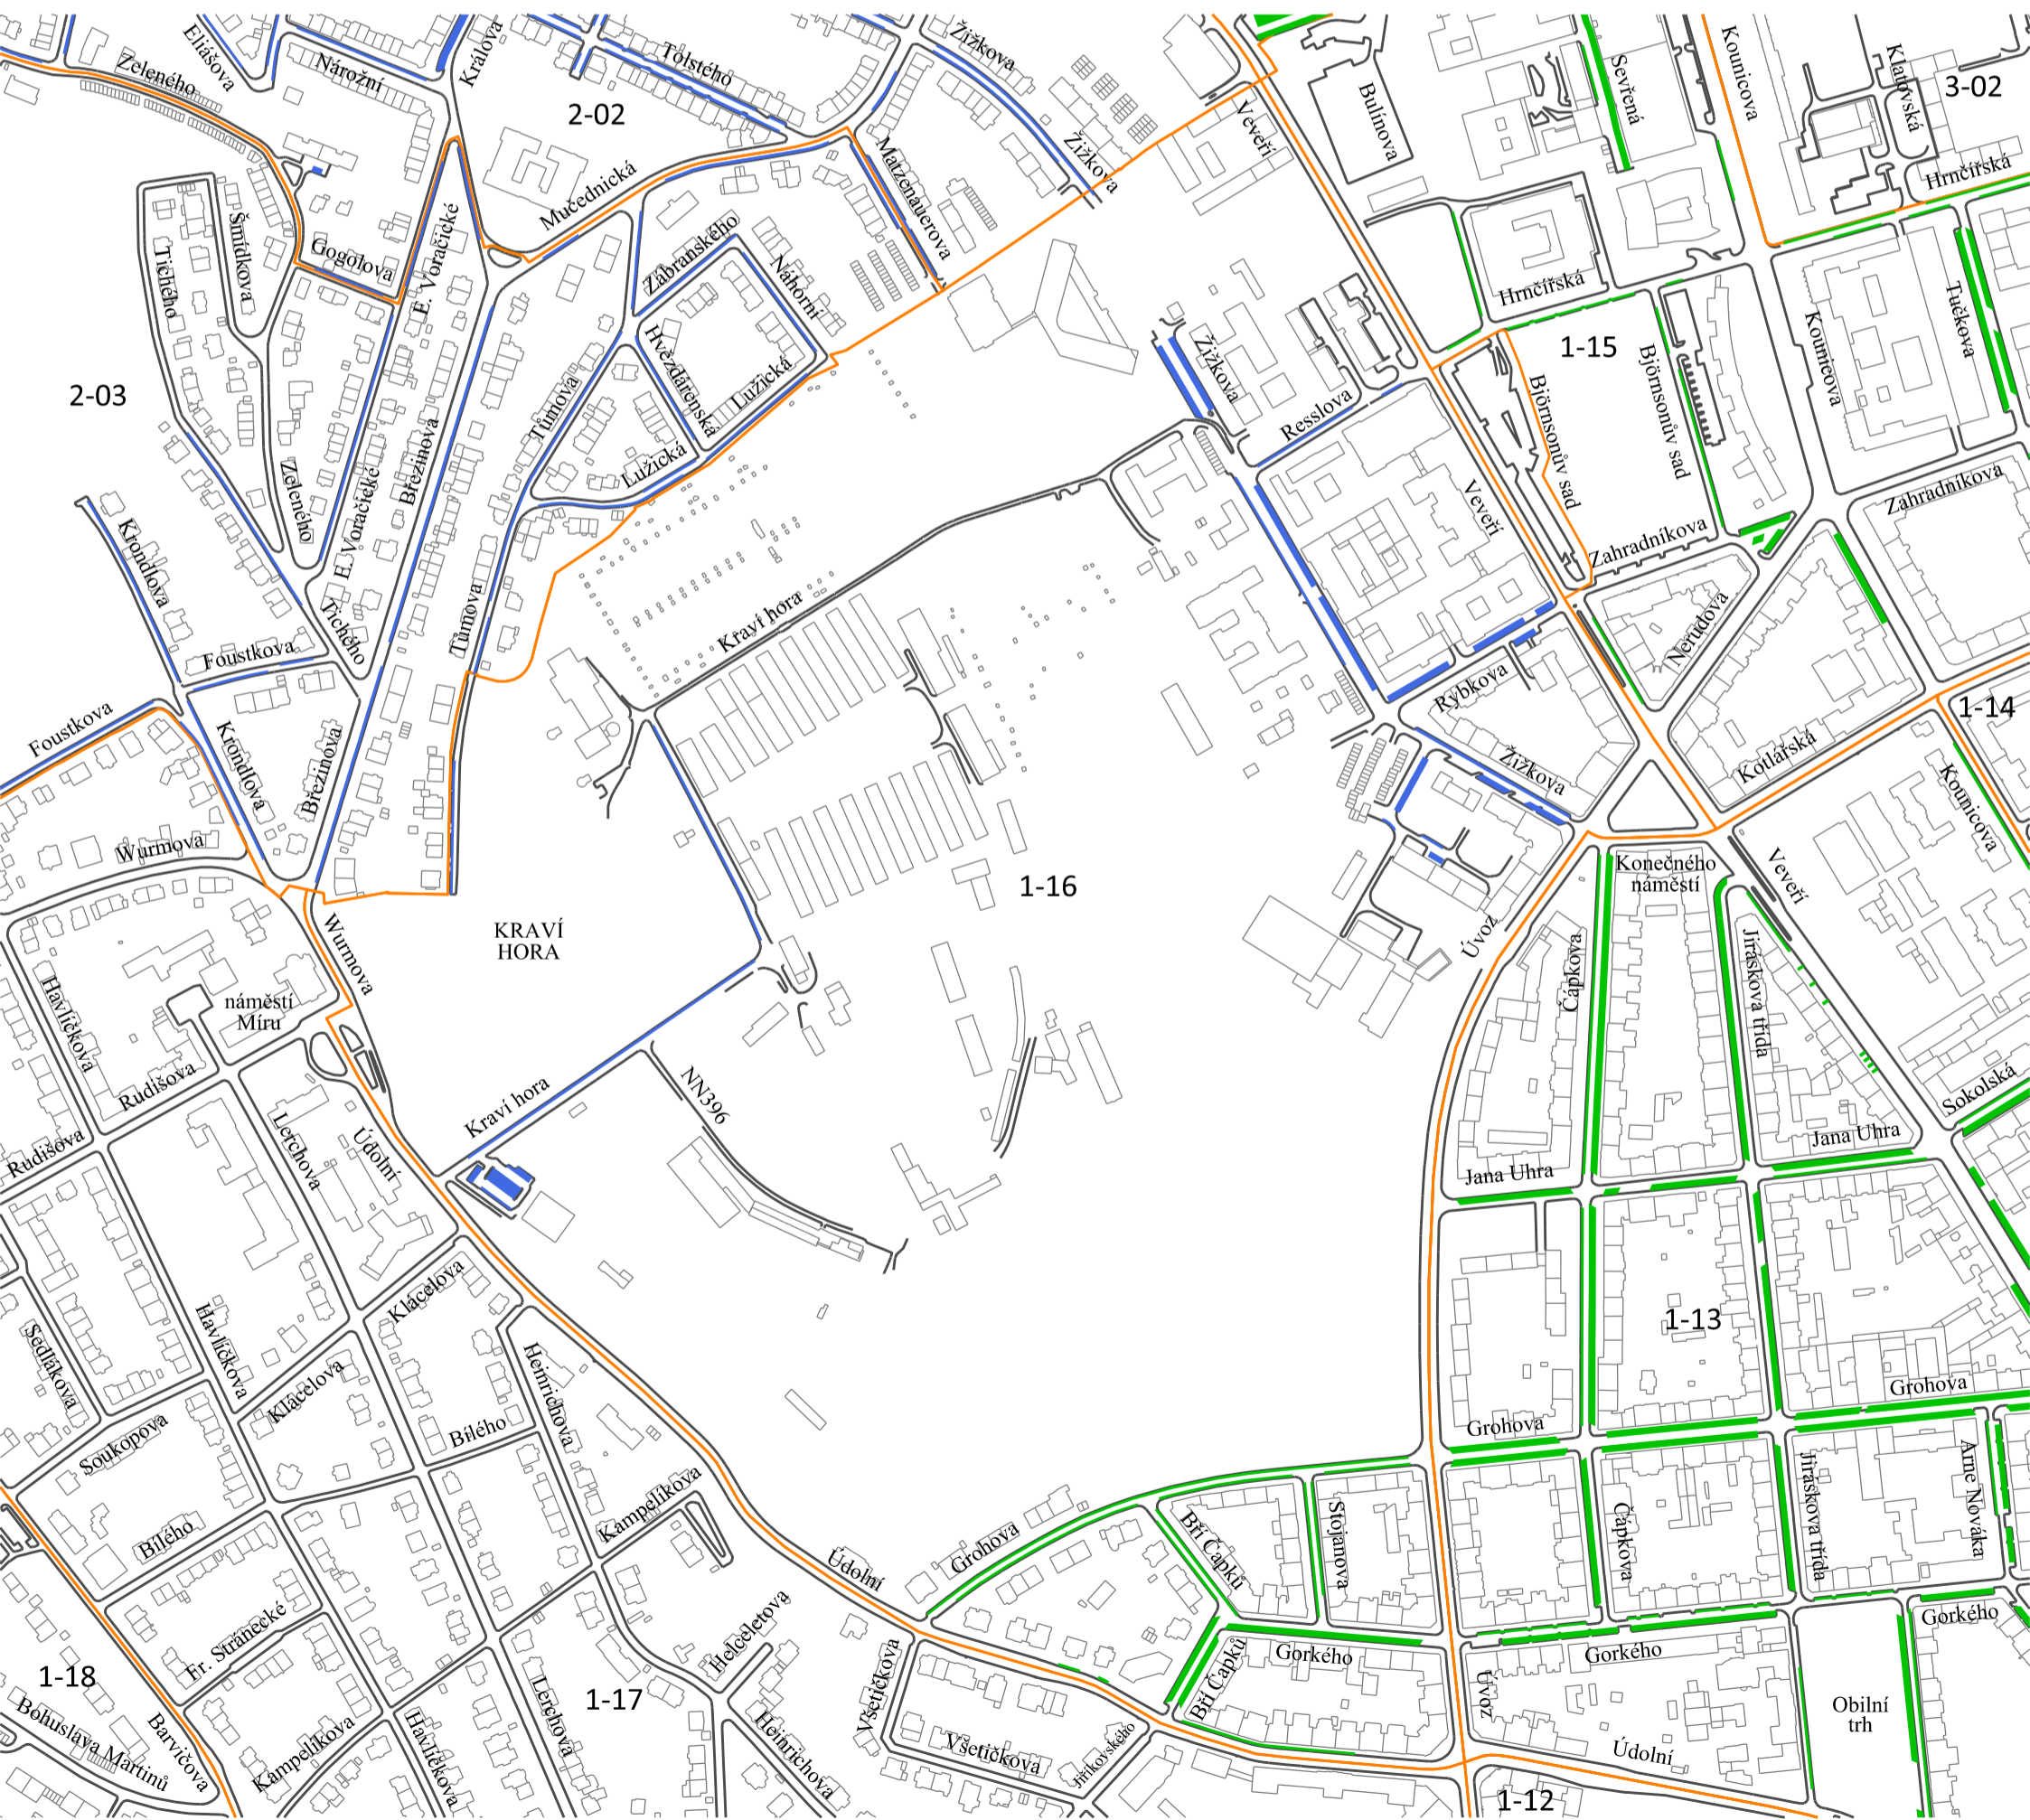 Eliášova
Králova
Žižkova
Tolstého
Nárožní
Zeleného
2-02
Veveří
Bulínova
Sevřená
Kounicova
Klatovská
3-02
Žižkova
Hrnčířská
Matzenauerova
Mučednická
Šmídkova
Tichého
Gogolova
E. Voračické
Zábranského
Náhorní
Hrnčířská
1-15
Tučkova
Kounicova
Björnsonův sad
Björnsonův sad
Hvězdárenská
Lužická
Žižkova
Resslova
2-03
Tůmova
Lužická
Březinova
E. Voračické
Zeleného
Veveří
Zahradníkova
Zahradníkova
Krondlova
Tichého
Tůmova
Kraví hora
Nerudova
Foustkova
Rybkova
1-14
Foustkova
Krondlova
Březinova
Žižkova
Kotlářská
Kounicova
Wurmova
1-16
Konečného
náměstí
Veveří
KRAVÍ
HORA
Wurmova
Úvoz
Čápkova
Jiráskova třída
Havlíčkova
náměstí
Míru
Rudišova
Rudišova
Lerchova
Údolní
Kraví hora
NN396
Sokolská
Jana Uhra
Jana Uhra
Klácelova
Havlíčkova
Sedlákova
Heinrichova
1-13
Klácelova
Soukopova
Bílého
Grohova
Grohova
Bílého
Kampelíkova
Údolní
Grohova
Bří Čapků
Stojanova
Čápkova
Jiráskova třída
Arne Nováka
Fr. Stránecké
Helceletova
Všetičkova
Bří Čapků
Gorkého
Gorkého
Gorkého
1-18
1-17
Lerchova
Úvoz
Obilní
trh
Bohuslava Martinů
Barvičova
Kampelíkova
Havlíčkova
Heinrichova
Všetičkova
Jiříkovského
Údolní
1-12